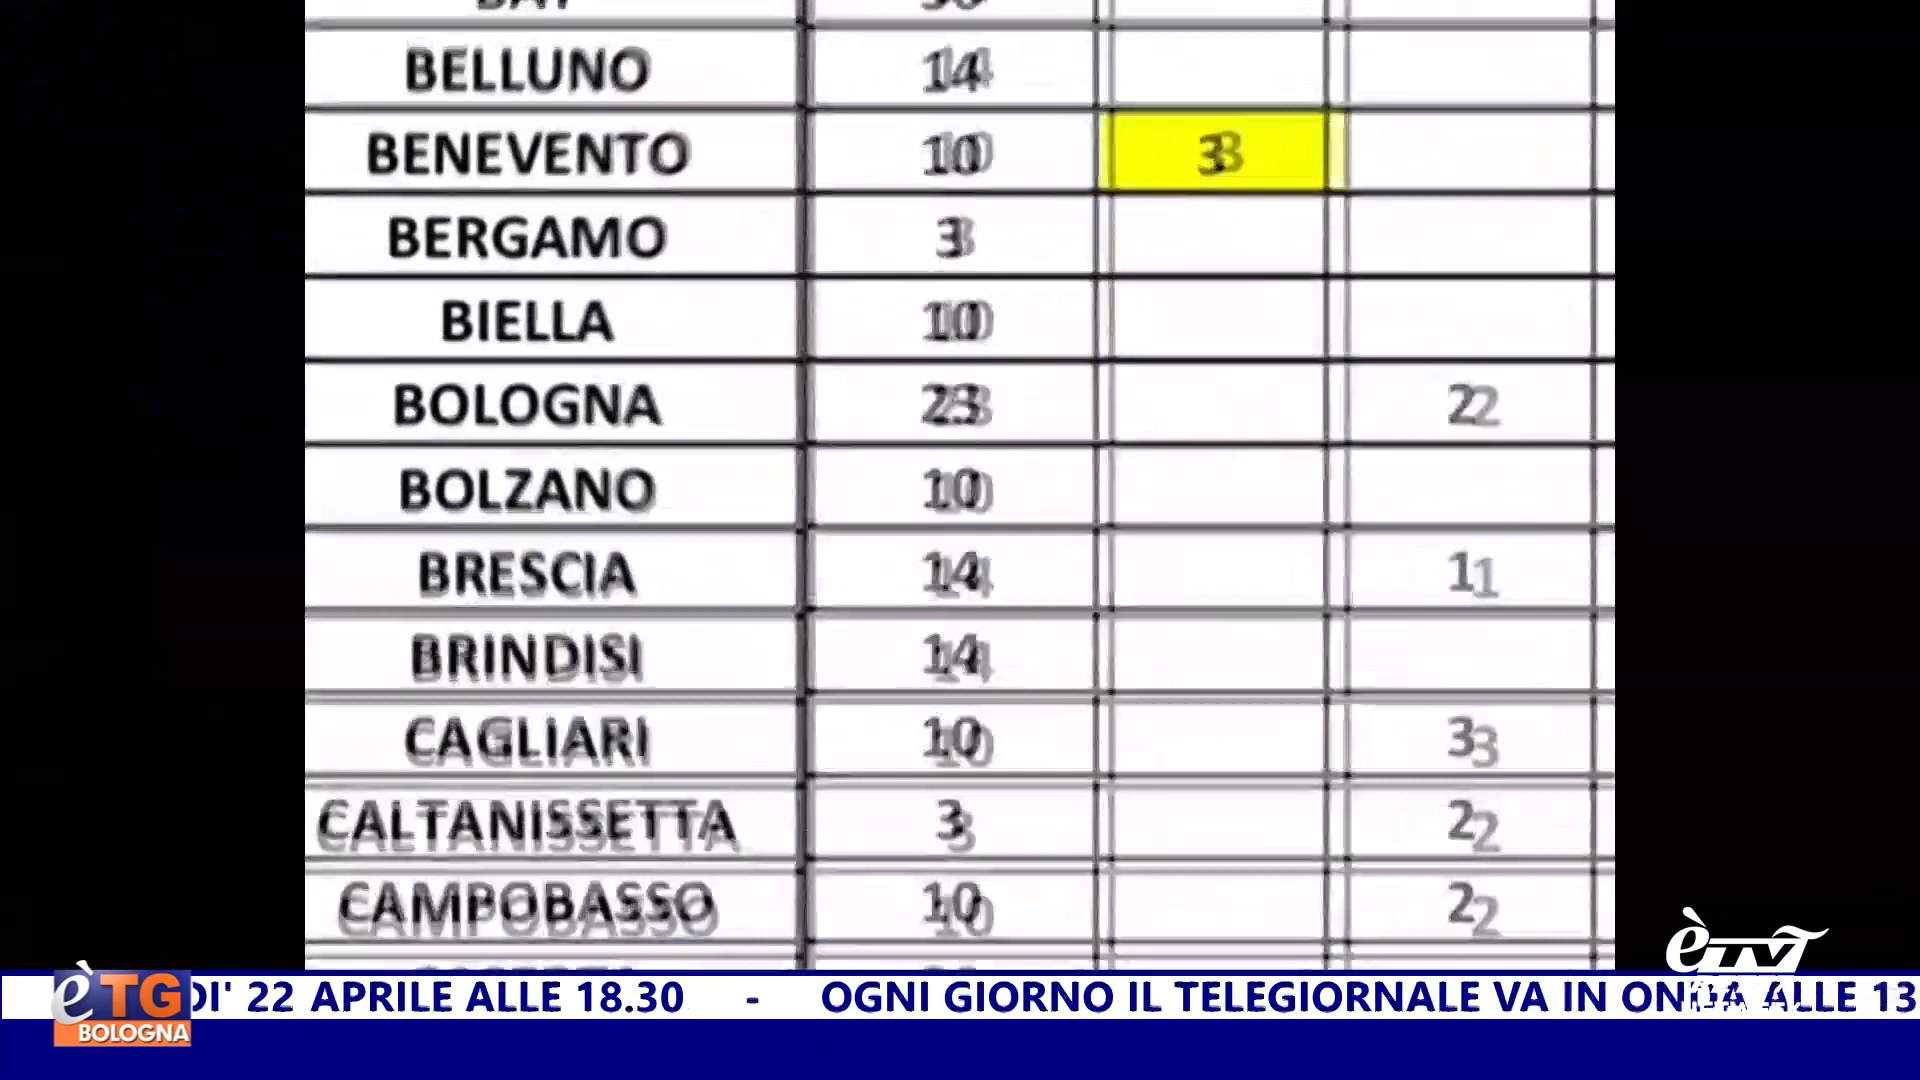 BELLUNO 14
BENEVENTO 10 3
BERGAMO 3
BIELLA 10
BOLOGNA 23 2
BOLZANO 10
BRESCIA 14 1
BRINDISI 14
CAGLIARI 10 3
CALTANISSETTA 3 2
CAMPOBASSO 10 2
èTV
èTG
BOLOGNA
DI' 22 APRILE ALLE 18.30 - OGNI GIORNO IL TELEGIORNALE VA IN ONDA ALLE 13